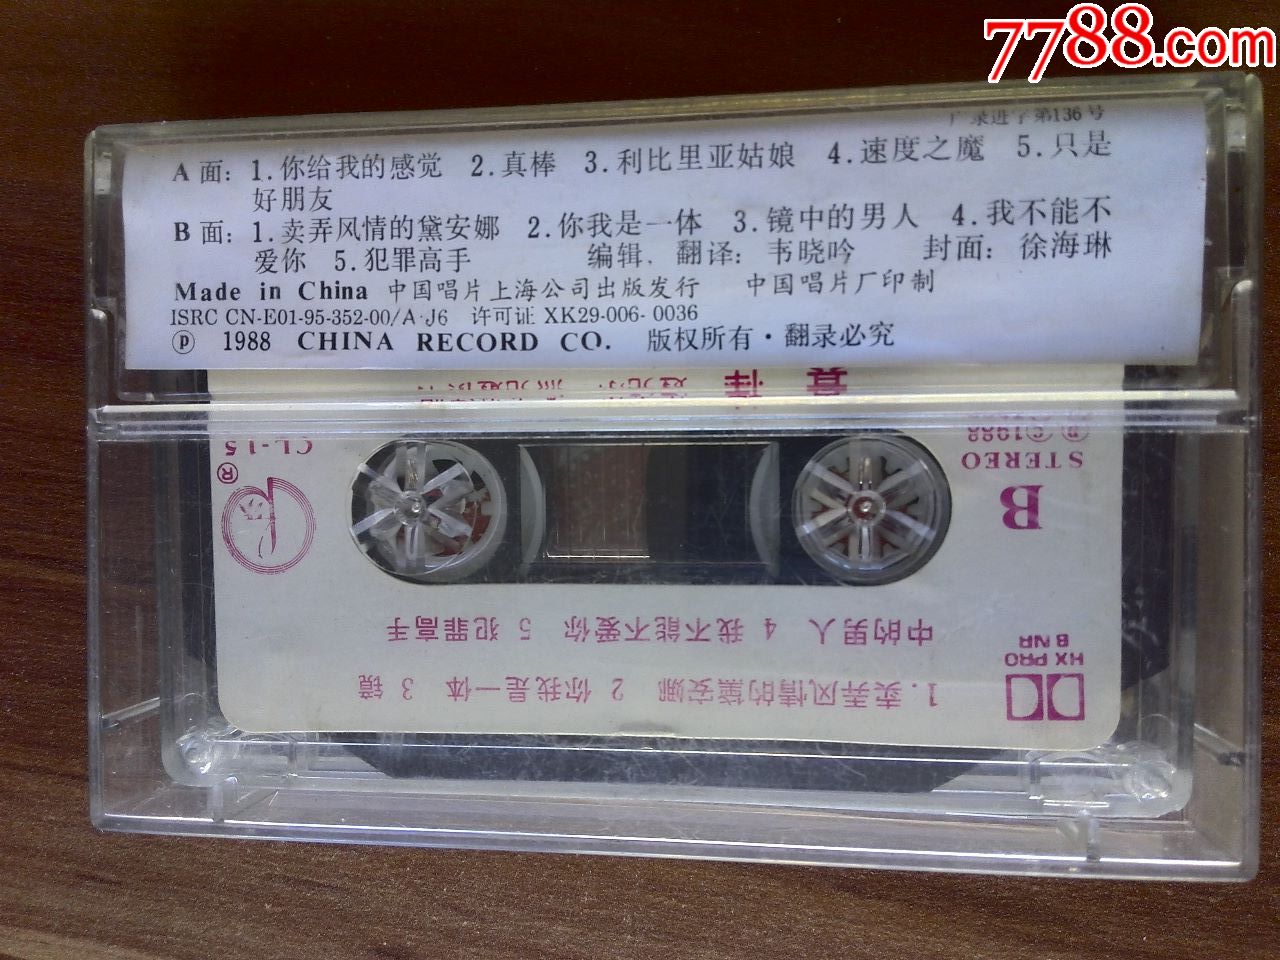 7788.com
广录进字第136号
A 面：1.你给我的感觉 2.真棒 3.利比里亚姑娘 4.速度之魔 5.只是
好朋友
B 面：1.卖弄风情的黛安娜 2.你我是一体 3.镜中的男人 4.我不能不
爱你 5.犯罪高手 编辑、翻译：韦晓吟 封面：徐海琳
Made in China 中国唱片上海公司出版发行 中国唱片厂印制
ISRC CN-E01-95-352-00/A·J6 许可证 XK29-006-0036
Ⓟ 1988 CHINA RECORD CO. 版权所有·翻录必究
1.卖弄风情的黛安娜 2 你我是一体 3 镜
中的男人 4 我不能不爱你 5 犯罪高手
HX PRO
B NR
B
STEREO
Ⓟ©1988
CL-15
®